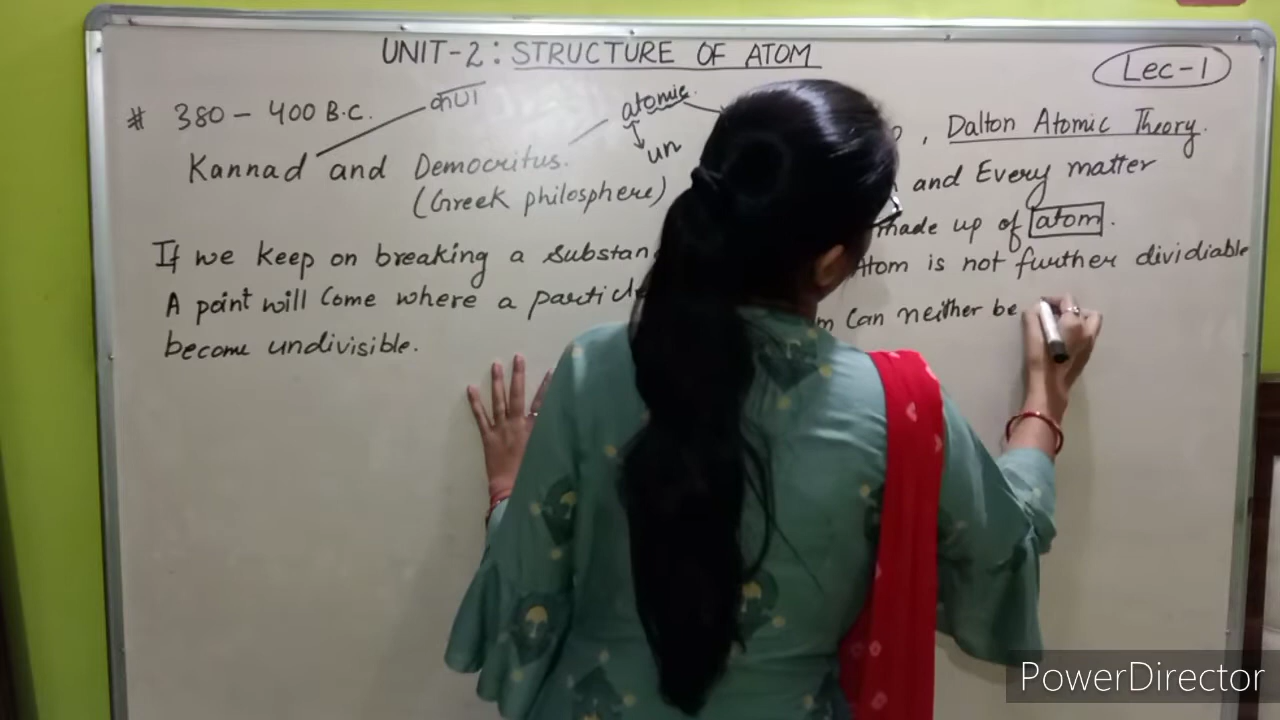 UNIT-2: STRUCTURE OF ATOM
Lec-1
# 380 - 400 B.C.
कण
atomic
un
Kannad and Democritus.
(Greek philosphere)
If we keep on breaking a substan
A point will come where a particle
become undivisible.
, Dalton Atomic Theory.
and Every matter
made up of atom.
Atom is not further dividiable
m can neither be
PowerDirector